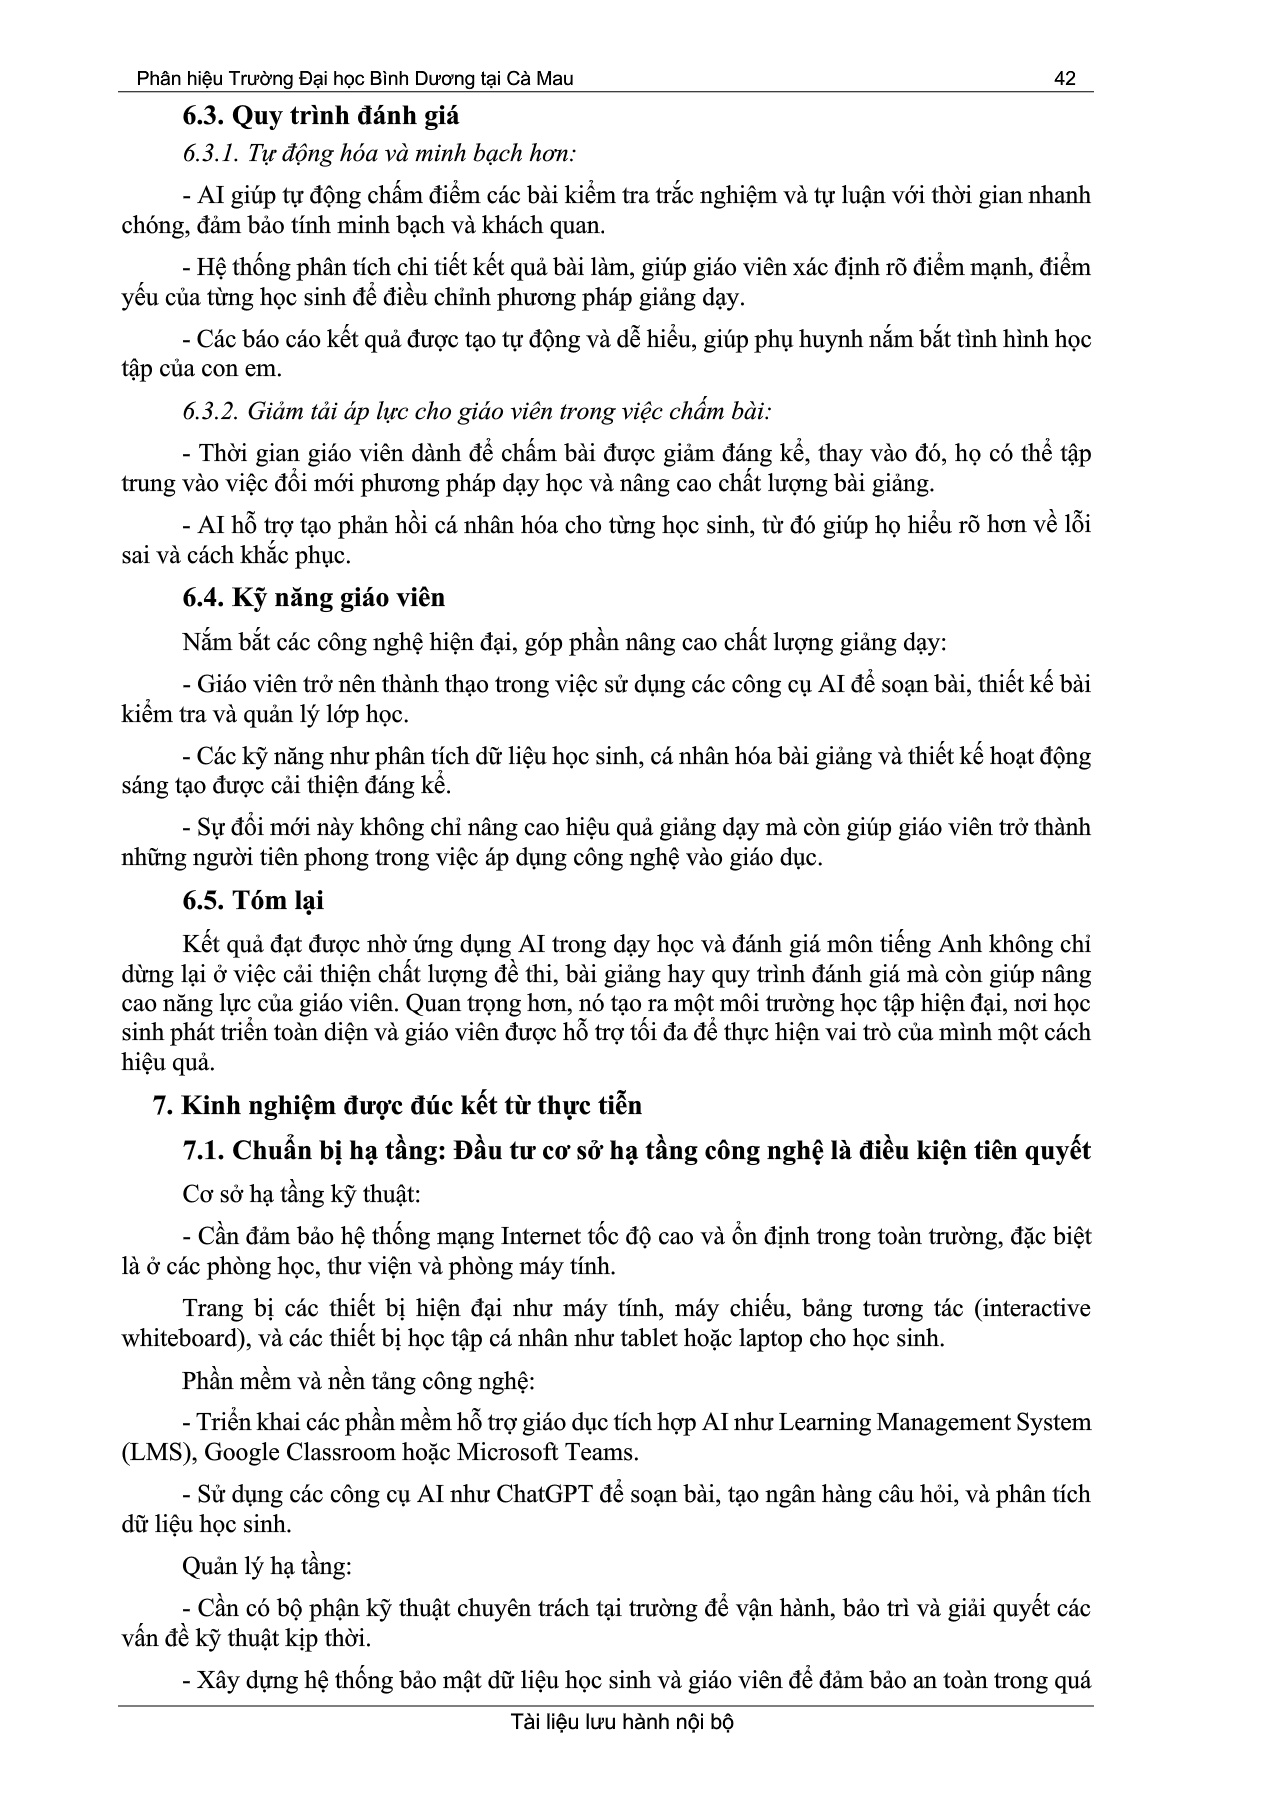 Phân hiệu Trường Đại học Bình Dương tại Cà Mau 42
6.3. Quy trình đánh giá
6.3.1. Tự động hóa và minh bạch hơn:
- AI giúp tự động chấm điểm các bài kiểm tra trắc nghiệm và tự luận với thời gian nhanh
chóng, đảm bảo tính minh bạch và khách quan.
- Hệ thống phân tích chi tiết kết quả bài làm, giúp giáo viên xác định rõ điểm mạnh, điểm
yếu của từng học sinh để điều chỉnh phương pháp giảng dạy.
- Các báo cáo kết quả được tạo tự động và dễ hiểu, giúp phụ huynh nắm bắt tình hình học
tập của con em.
6.3.2. Giảm tải áp lực cho giáo viên trong việc chấm bài:
- Thời gian giáo viên dành để chấm bài được giảm đáng kể, thay vào đó, họ có thể tập
trung vào việc đổi mới phương pháp dạy học và nâng cao chất lượng bài giảng.
- AI hỗ trợ tạo phản hồi cá nhân hóa cho từng học sinh, từ đó giúp họ hiểu rõ hơn về lỗi
sai và cách khắc phục.
6.4. Kỹ năng giáo viên
Nắm bắt các công nghệ hiện đại, góp phần nâng cao chất lượng giảng dạy:
- Giáo viên trở nên thành thạo trong việc sử dụng các công cụ AI để soạn bài, thiết kế bài
kiểm tra và quản lý lớp học.
- Các kỹ năng như phân tích dữ liệu học sinh, cá nhân hóa bài giảng và thiết kế hoạt động
sáng tạo được cải thiện đáng kể.
- Sự đổi mới này không chỉ nâng cao hiệu quả giảng dạy mà còn giúp giáo viên trở thành
những người tiên phong trong việc áp dụng công nghệ vào giáo dục.
6.5. Tóm lại
Kết quả đạt được nhờ ứng dụng AI trong dạy học và đánh giá môn tiếng Anh không chỉ
dừng lại ở việc cải thiện chất lượng đề thi, bài giảng hay quy trình đánh giá mà còn giúp nâng
cao năng lực của giáo viên. Quan trọng hơn, nó tạo ra một môi trường học tập hiện đại, nơi học
sinh phát triển toàn diện và giáo viên được hỗ trợ tối đa để thực hiện vai trò của mình một cách
hiệu quả.
7. Kinh nghiệm được đúc kết từ thực tiễn
7.1. Chuẩn bị hạ tầng: Đầu tư cơ sở hạ tầng công nghệ là điều kiện tiên quyết
Cơ sở hạ tầng kỹ thuật:
- Cần đảm bảo hệ thống mạng Internet tốc độ cao và ổn định trong toàn trường, đặc biệt
là ở các phòng học, thư viện và phòng máy tính.
Trang bị các thiết bị hiện đại như máy tính, máy chiếu, bảng tương tác (interactive
whiteboard), và các thiết bị học tập cá nhân như tablet hoặc laptop cho học sinh.
Phần mềm và nền tảng công nghệ:
- Triển khai các phần mềm hỗ trợ giáo dục tích hợp AI như Learning Management System
(LMS), Google Classroom hoặc Microsoft Teams.
- Sử dụng các công cụ AI như ChatGPT để soạn bài, tạo ngân hàng câu hỏi, và phân tích
dữ liệu học sinh.
Quản lý hạ tầng:
- Cần có bộ phận kỹ thuật chuyên trách tại trường để vận hành, bảo trì và giải quyết các
vấn đề kỹ thuật kịp thời.
- Xây dựng hệ thống bảo mật dữ liệu học sinh và giáo viên để đảm bảo an toàn trong quá
Tài liệu lưu hành nội bộ